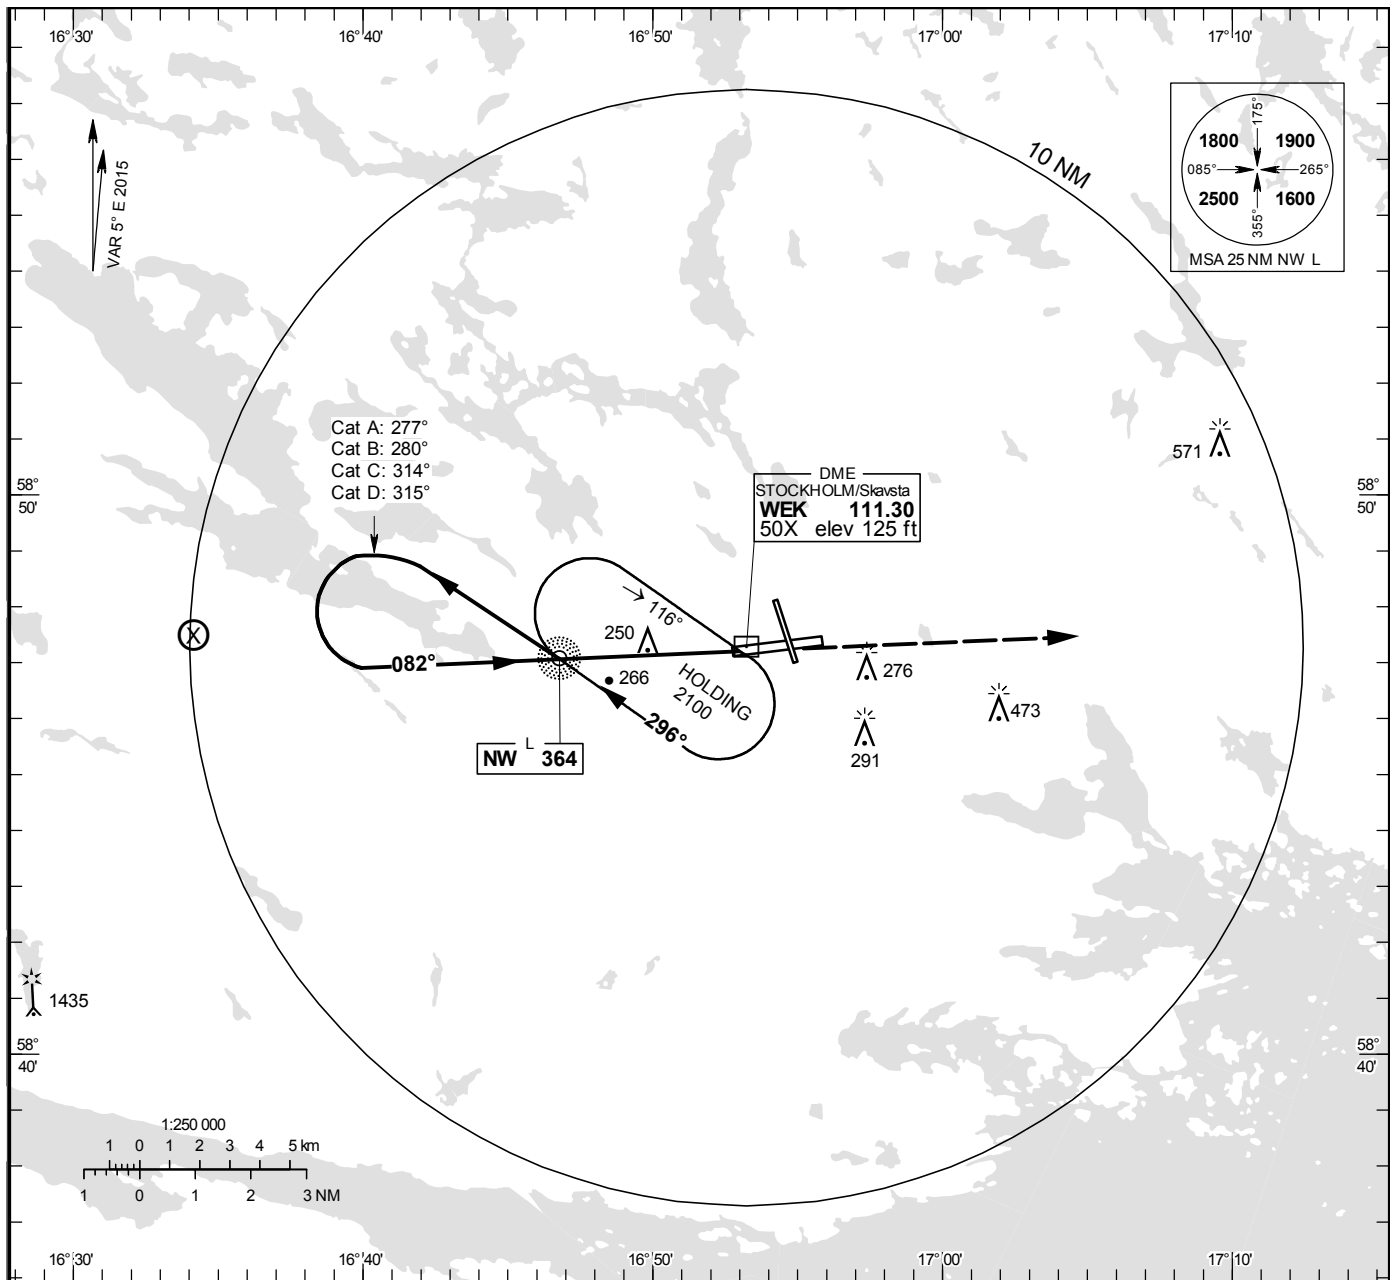 16°30'
16°40'
16°50'
17°00'
17°10'
VAR 5° E 2015
10 NM
175°
1800
1900
085°
265°
2500
1600
355°
MSA 25 NM NW L
Cat A: 277°
Cat B: 280°
Cat C: 314°
Cat D: 315°
571
58°
50'
58°
50'
DME
STOCKHOLM/Skavsta
WEK 111.30
50X elev 125 ft
116°
250
X
082°
266
HOLDING
2100
296°
276
473
291
L
NW 364
1435
58°
40'
58°
40'
1:250 000
1 0 1 2 3 4 5 km
1 0 1 2 3 NM
16°30'
16°40'
16°50'
17°00'
17°10'